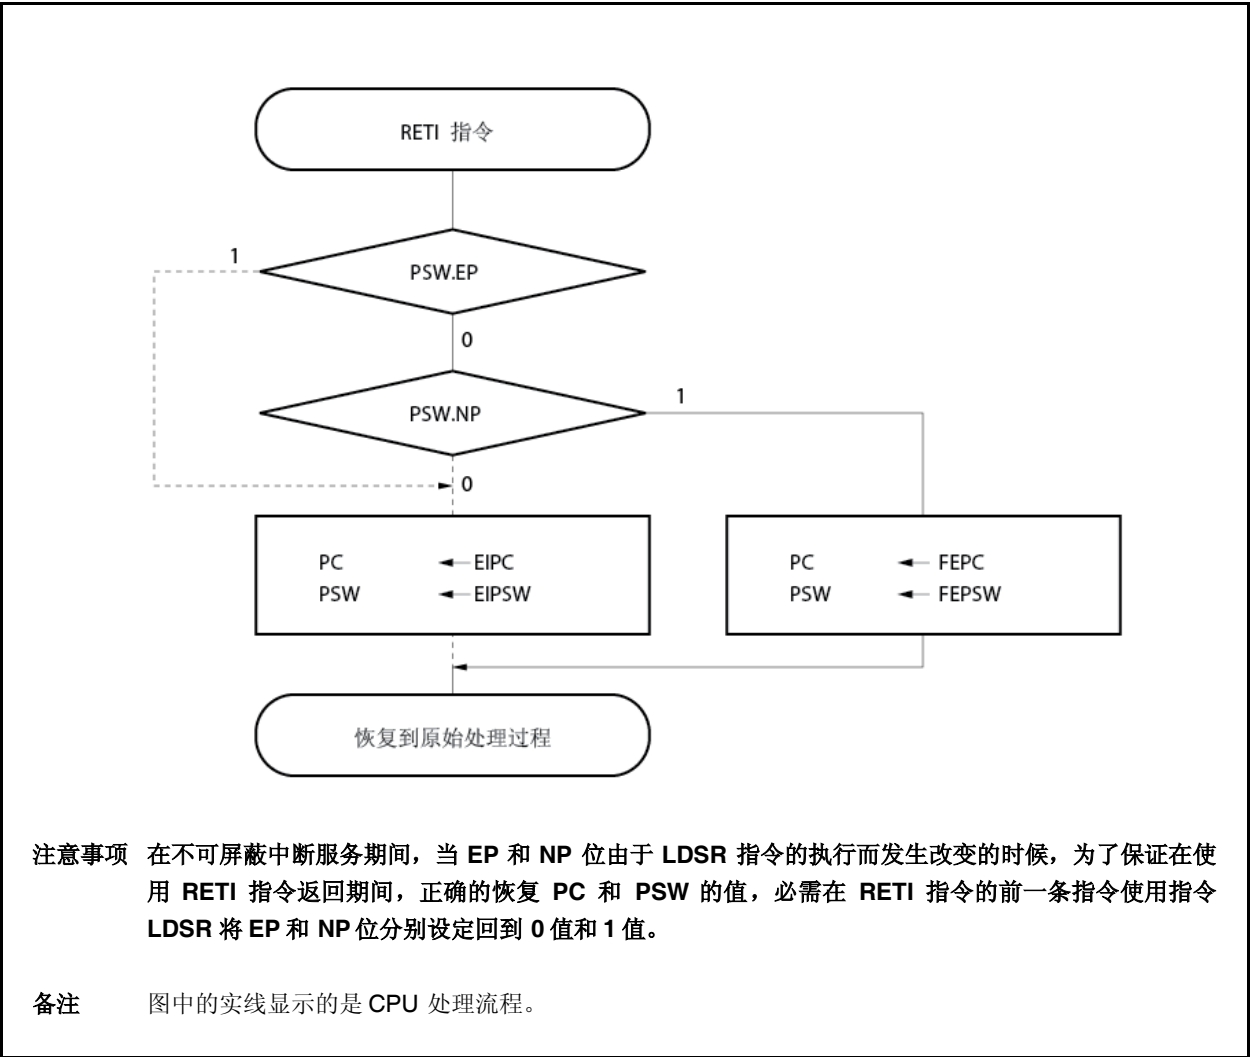 RETI 指令
1
PSW.EP
0
PSW.NP
1
0
PC ← EIPC
PSW ← EIPSW
PC ← FEPC
PSW ← FEPSW
恢复到原始处理过程
注意事项 在不可屏蔽中断服务期间，当 EP 和 NP 位由于 LDSR 指令的执行而发生改变的时候，为了保证在使
用 RETI 指令返回期间，正确的恢复 PC 和 PSW 的值，必需在 RETI 指令的前一条指令使用指令
LDSR 将 EP 和 NP 位分别设定回到 0 值和 1 值。
备注 图中的实线显示的是 CPU 处理流程。